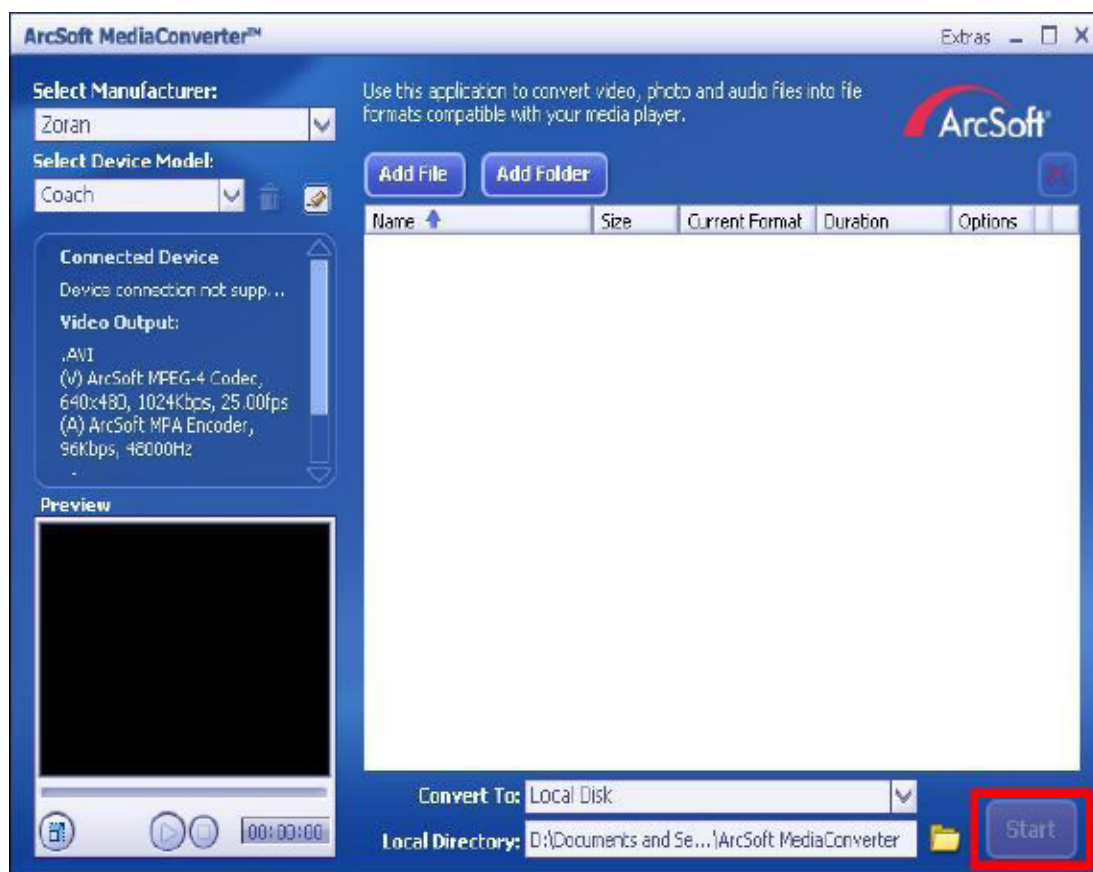 ArcSoft MediaConverter™
Extras
Select Manufacturer:
Zoran
Select Device Model:
Coach
Use this application to convert video, photo and audio files into file
formats compatible with your media player.
ArcSoft®
Add File
Add Folder
Name Size Current Format Duration Options
Connected Device
Device connection not supp...
Video Output:
.AVI
(V) ArcSoft MPEG-4 Codec,
640x480, 1024Kbps, 25.00fps
(A) ArcSoft MPA Encoder,
96Kbps, 48000Hz
Preview
00:00:00
Convert To: Local Disk
Local Directory: D:\Documents and Se...\ArcSoft MediaConverter
Start